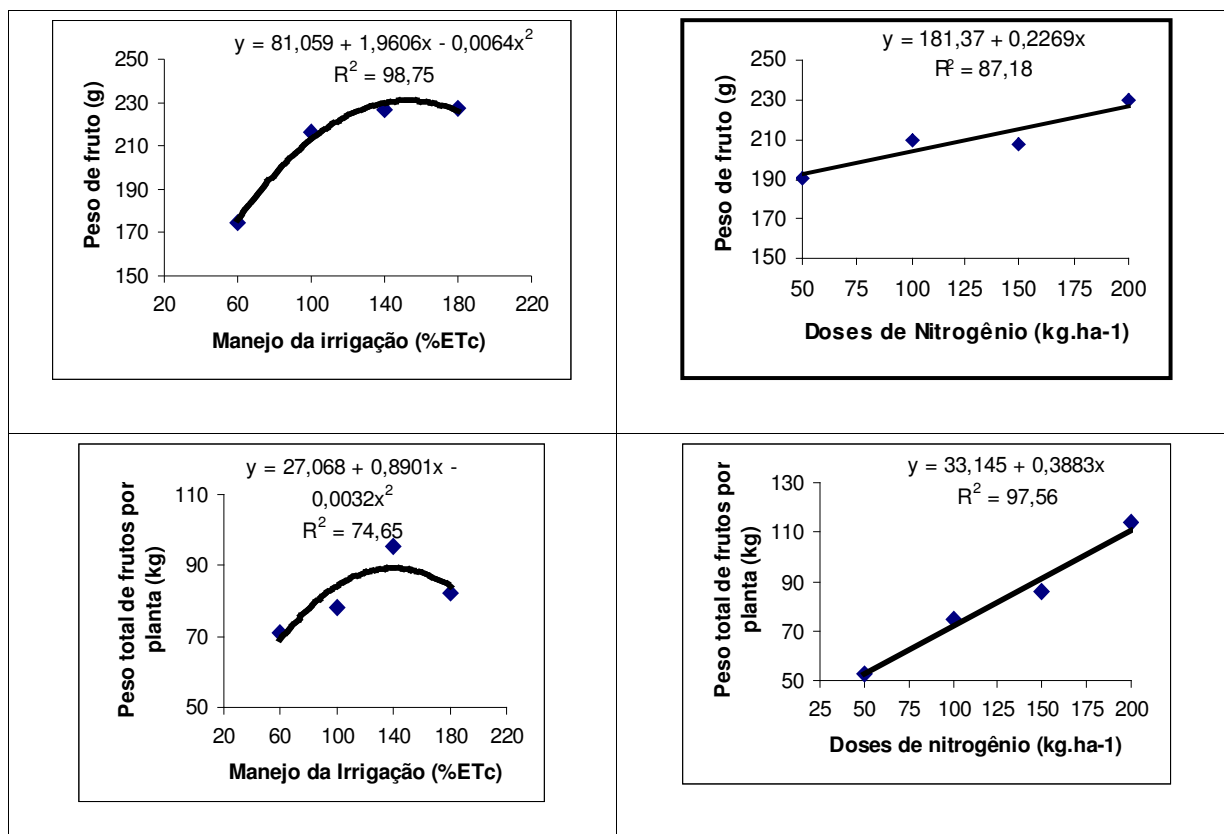 y = 81,059 + 1,9606x - 0,0064x²
R² = 98,75
Peso de fruto (g)
250
230
210
190
170
150
20 60 100 140 180 220
Manejo da irrigação (%ETc)
y = 181,37 + 0,2269x
R² = 87,18
Peso de fruto (g)
250
230
210
190
170
150
50 75 100 125 150 175 200
Doses de Nitrogênio (kg.ha-1)
y = 27,068 + 0,8901x -
0,0032x²
R² = 74,65
Peso total de frutos por
planta (kg)
110
90
70
50
20 60 100 140 180 220
Manejo da Irrigação (%ETc)
y = 33,145 + 0,3883x
R² = 97,56
Peso total de frutos por
planta (kg)
130
110
90
70
50
25 50 75 100 125 150 175 200
Doses de nitrogênio (kg.ha-1)